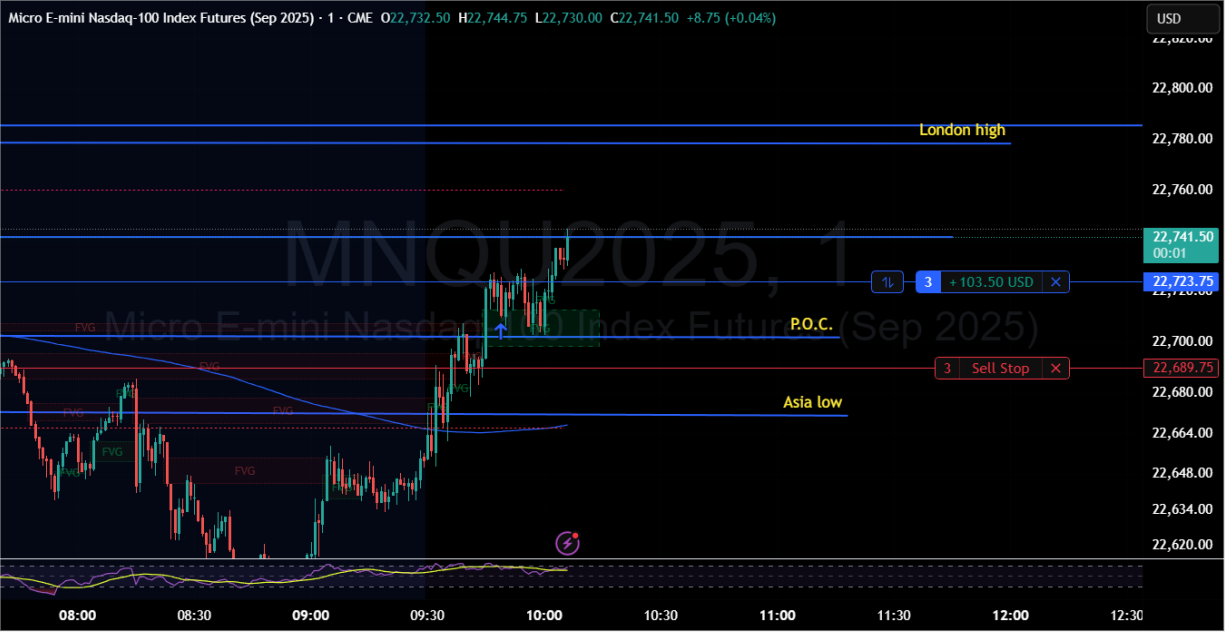 Micro E-mini Nasdaq-100 Index Futures (Sep 2025) · 1 · CME O22,732.50 H22,744.75 L22,730.00 C22,741.50 +8.75 (+0.04%)
USD
22,820.00
22,800.00
London high
22,780.00
22,760.00
MNQU2025, 1
22,741.50
00:01
3 +103.50 USD
22,723.75
22,720.00
FVG
Micro E-mini Nasdaq-100 Index Futures (Sep 2025)
FVG
P.O.C.
22,700.00
FVG
3 Sell Stop
22,689.75
FVG
FVG
22,680.00
Asia low
FVG
FVG
22,664.00
FVG
FVG
FVG
22,648.00
22,634.00
22,620.00
08:00 08:30 09:00 09:30 10:00 10:30 11:00 11:30 12:00 12:30